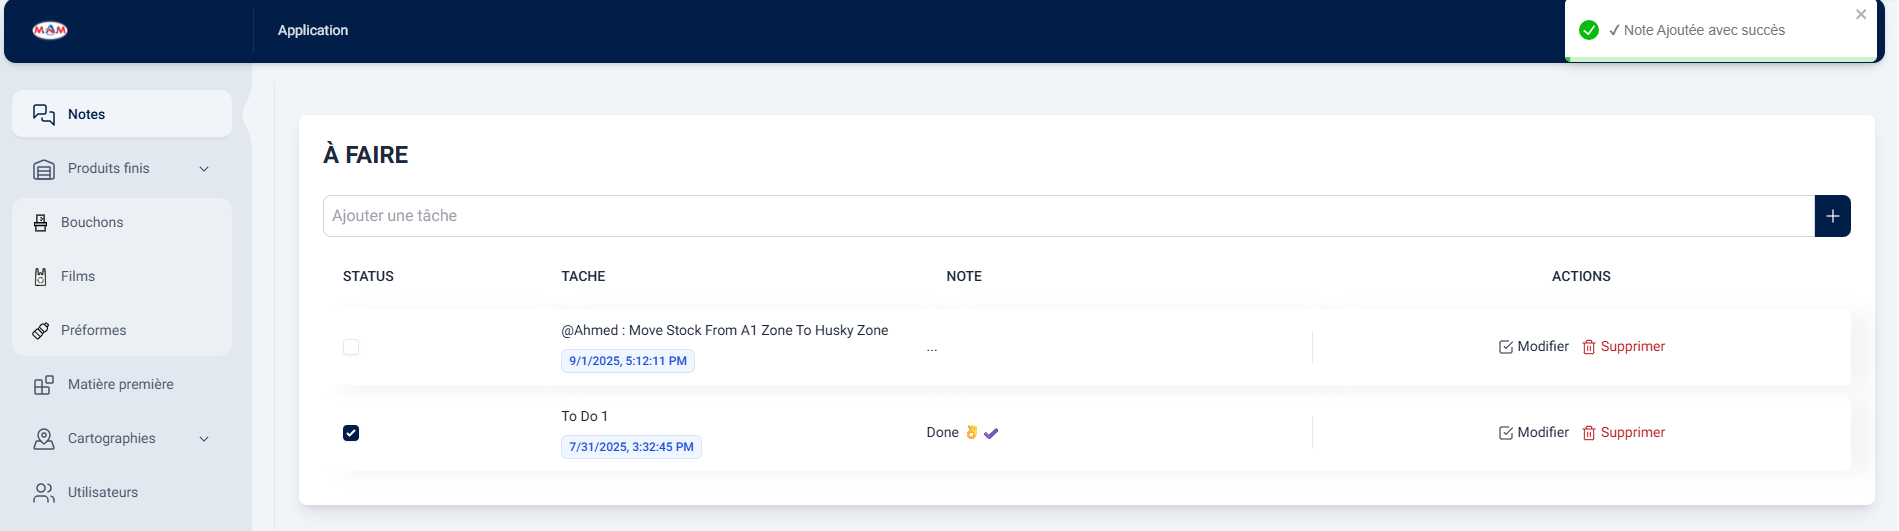 MAM
Application
✓ Note Ajoutée avec succès
Notes
Produits finis
Bouchons
Films
Préformes
Matière première
Cartographies
Utilisateurs
À FAIRE
Ajouter une tâche
STATUS TACHE NOTE ACTIONS
@Ahmed : Move Stock From A1 Zone To Husky Zone
9/1/2025, 5:12:11 PM
...
Modifier Supprimer
To Do 1
7/31/2025, 3:32:45 PM
Done 👌 ✔
Modifier Supprimer